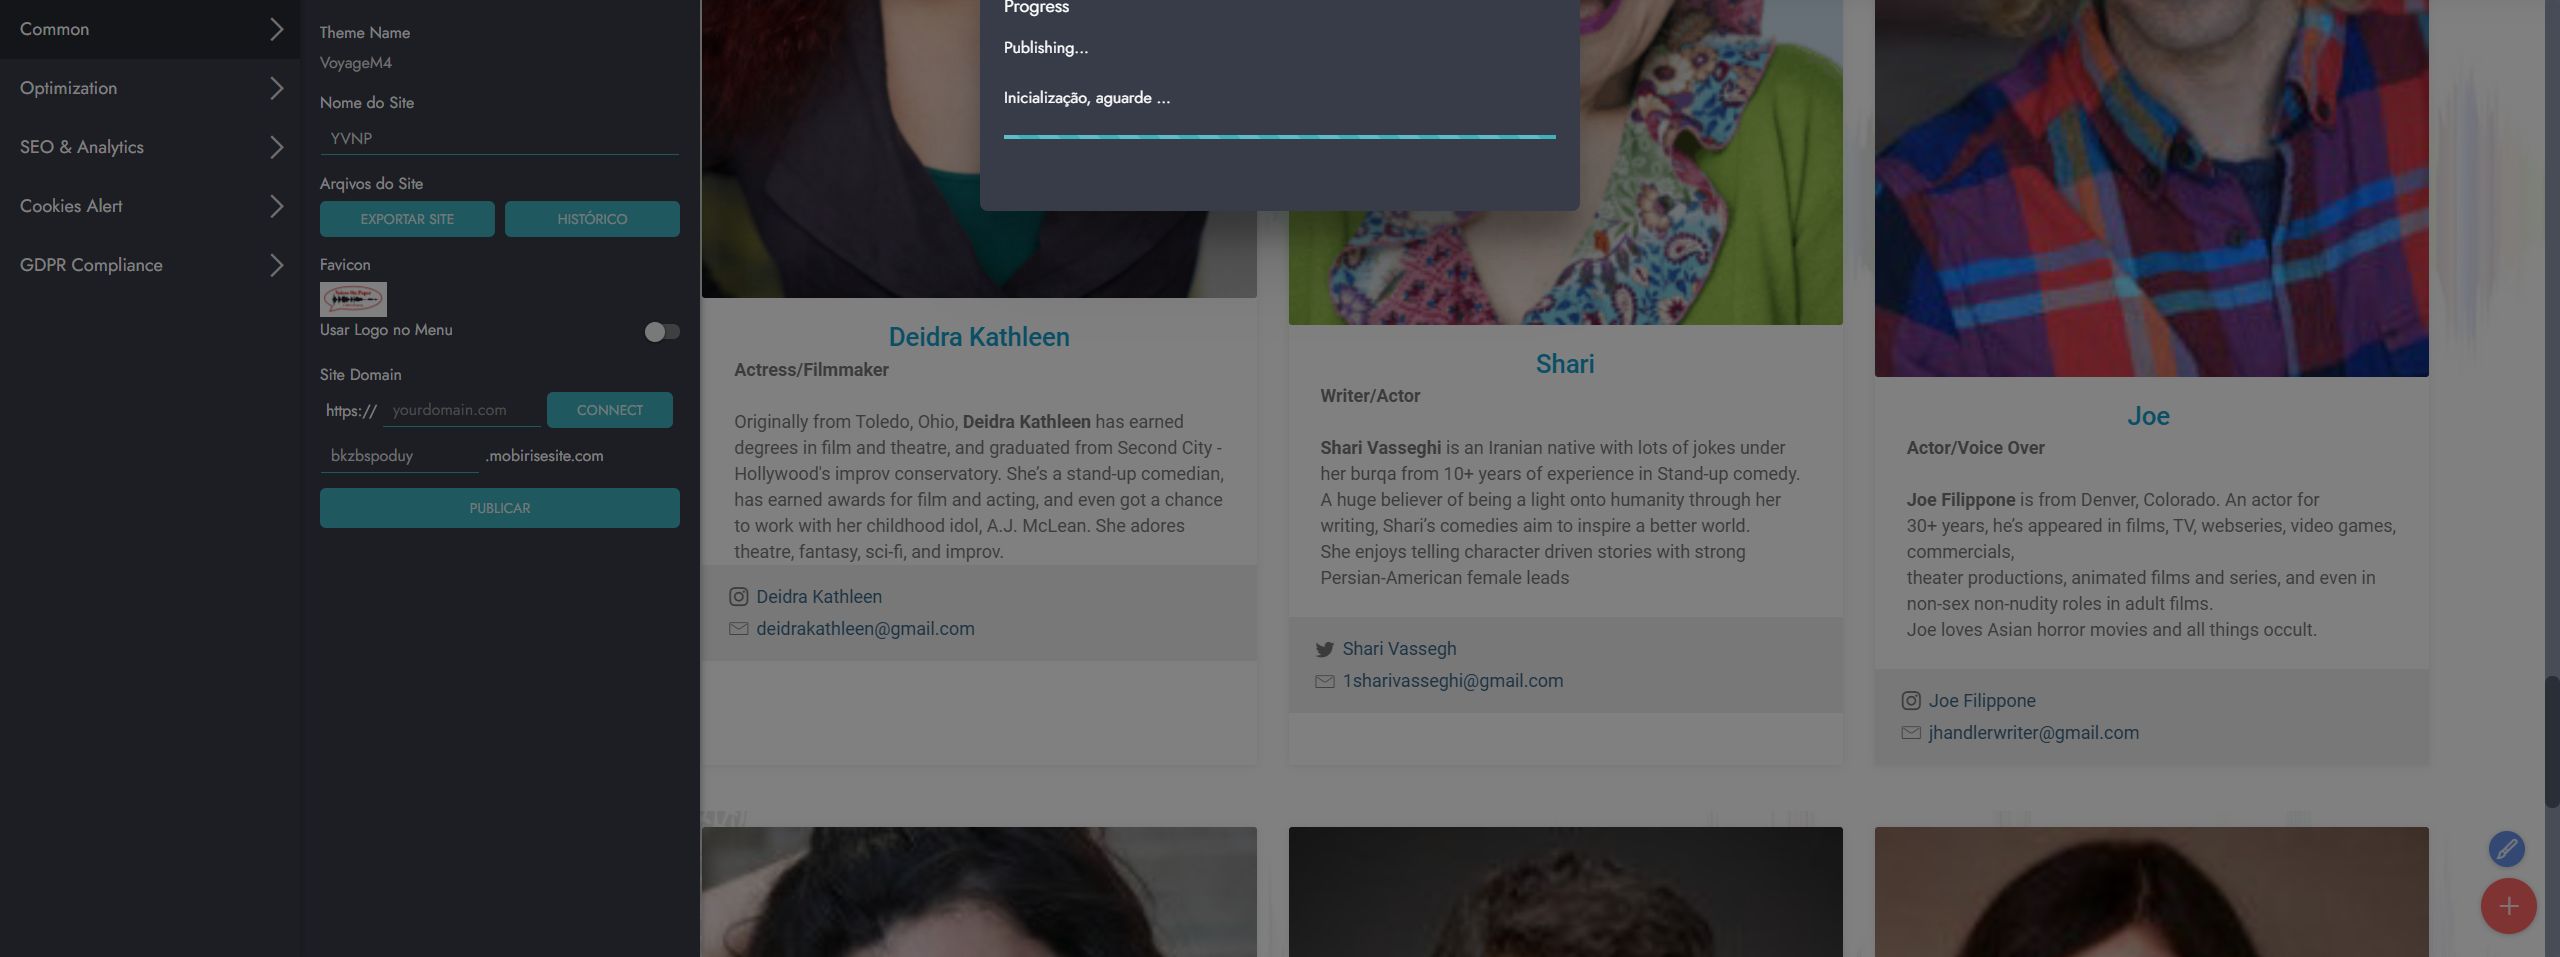 Common
Optimization
SEO & Analytics
Cookies Alert
GDPR Compliance
Theme Name
VoyageM4
Nome do Site
YVNP
Arqivos do Site
EXPORTAR SITE
HISTÓRICO
Favicon
Usar Logo no Menu
Site Domain
https:// yourdomain.com
CONNECT
bkzbspoduy .mobirisesite.com
PUBLICAR
Progress
Publishing...
Inicialização, aguarde ...
Deidra Kathleen
Actress/Filmmaker
Originally from Toledo, Ohio, Deidra Kathleen has earned
degrees in film and theatre, and graduated from Second City -
Hollywood's improv conservatory. She’s a stand-up comedian,
has earned awards for film and acting, and even got a chance
to work with her childhood idol, A.J. McLean. She adores
theatre, fantasy, sci-fi, and improv.
Deidra Kathleen
deidrakathleen@gmail.com
Shari
Writer/Actor
Shari Vasseghi is an Iranian native with lots of jokes under
her burqa from 10+ years of experience in Stand-up comedy.
A huge believer of being a light onto humanity through her
writing, Shari’s comedies aim to inspire a better world.
She enjoys telling character driven stories with strong
Persian-American female leads
Shari Vassegh
1sharivasseghi@gmail.com
Joe
Actor/Voice Over
Joe Filippone is from Denver, Colorado. An actor for
30+ years, he’s appeared in films, TV, webseries, video games,
commercials,
theater productions, animated films and series, and even in
non-sex non-nudity roles in adult films.
Joe loves Asian horror movies and all things occult.
Joe Filippone
jhandlerwriter@gmail.com